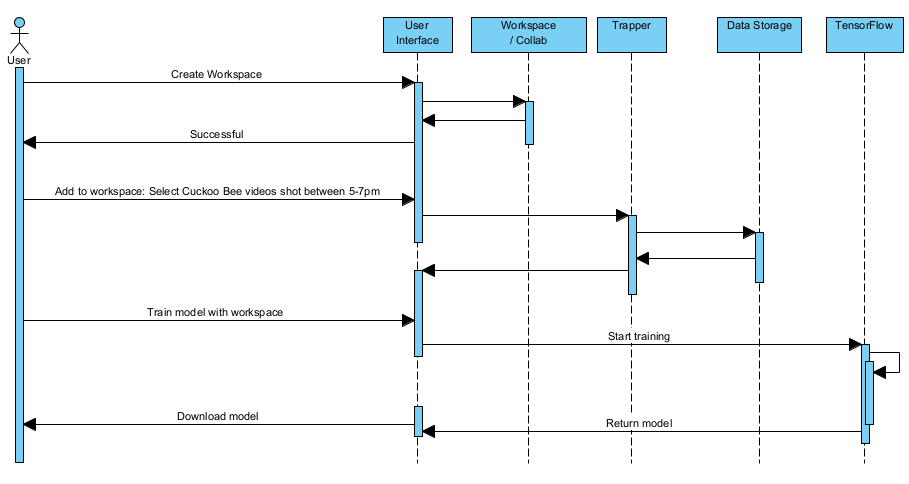 User
Interface
Workspace
/ Collab
Trapper
Data Storage
TensorFlow
User
Create Workspace
Successful
Add to workspace: Select Cuckoo Bee videos shot between 5-7pm
Train model with workspace
Start training
Download model
Return model